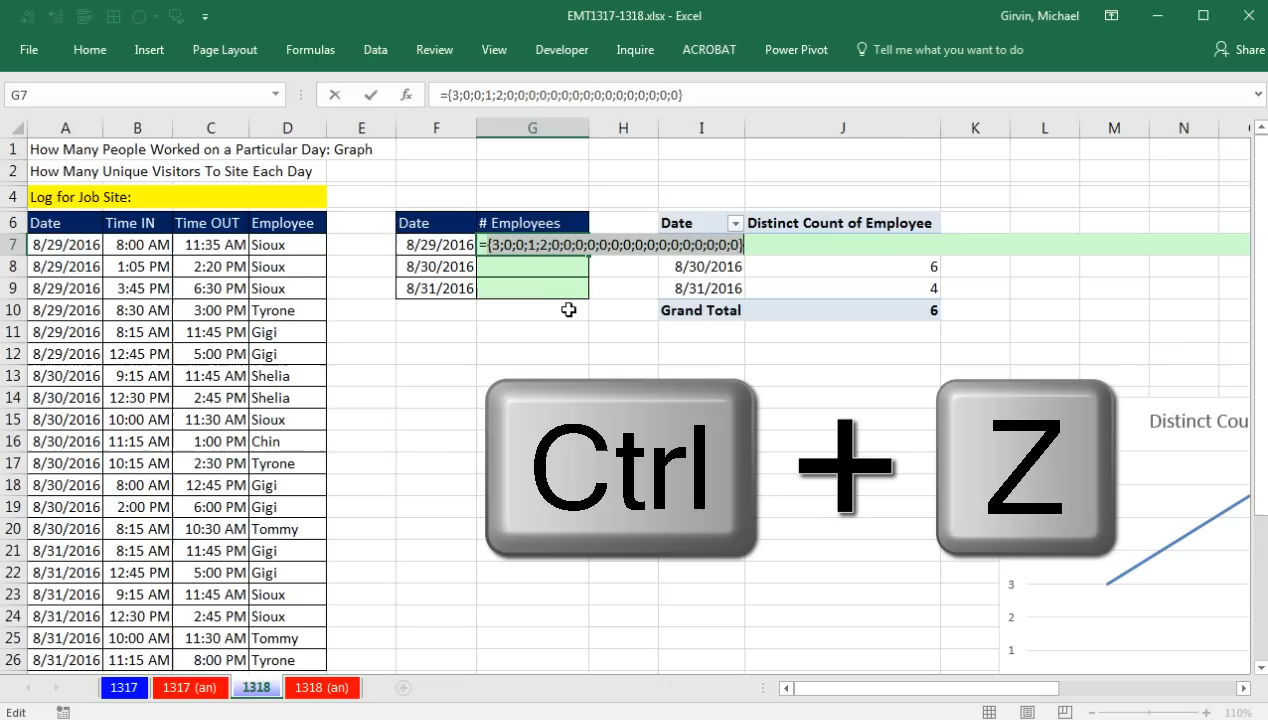 EMT1317-1318.xlsx - Excel
Girvin, Michael
File Home Insert Page Layout Formulas Data Review View Developer Inquire ACROBAT Power Pivot Tell me what you want to do Share
G7 fx ={3;0;0;1;2;0;0;0;0;0;0;0;0;0;0;0;0;0;0;0;0}
A B C D E F G H I J K L M N
1 How Many People Worked on a Particular Day: Graph
2 How Many Unique Visitors To Site Each Day
4 Log for Job Site:
6 Date Time IN Time OUT Employee Date # Employees Date Distinct Count of Employee
7 8/29/2016 8:00 AM 11:35 AM Sioux 8/29/2016 ={3;0;0;1;2;0;0;0;0;0;0;0;0;0;0;0;0;0;0;0;0}
8 8/29/2016 1:05 PM 2:20 PM Sioux 8/30/2016 8/30/2016 6
9 8/29/2016 3:45 PM 6:30 PM Sioux 8/31/2016 8/31/2016 4
10 8/29/2016 8:30 AM 3:00 PM Tyrone Grand Total 6
11 8/29/2016 8:15 AM 11:45 PM Gigi
12 8/29/2016 12:45 PM 5:00 PM Gigi
13 8/30/2016 9:15 AM 11:45 AM Shelia
14 8/30/2016 12:30 PM 2:45 PM Shelia
15 8/30/2016 10:00 AM 11:30 AM Sioux
16 8/30/2016 11:15 AM 1:00 PM Chin
17 8/30/2016 10:15 AM 2:30 PM Tyrone
18 8/30/2016 8:00 AM 12:45 PM Gigi
19 8/30/2016 2:00 PM 6:00 PM Gigi
20 8/30/2016 8:15 AM 10:30 AM Tommy
21 8/31/2016 8:15 AM 11:45 PM Gigi
22 8/31/2016 12:45 PM 5:00 PM Gigi
23 8/31/2016 9:15 AM 11:45 AM Sioux
24 8/31/2016 12:30 PM 2:45 PM Sioux
25 8/31/2016 10:00 AM 11:30 AM Tommy
26 8/31/2016 11:15 AM 8:00 PM Tyrone
Ctrl + Z
Distinct Cou
3
2
1
1317 1317 (an) 1318 1318 (an)
Edit 110%